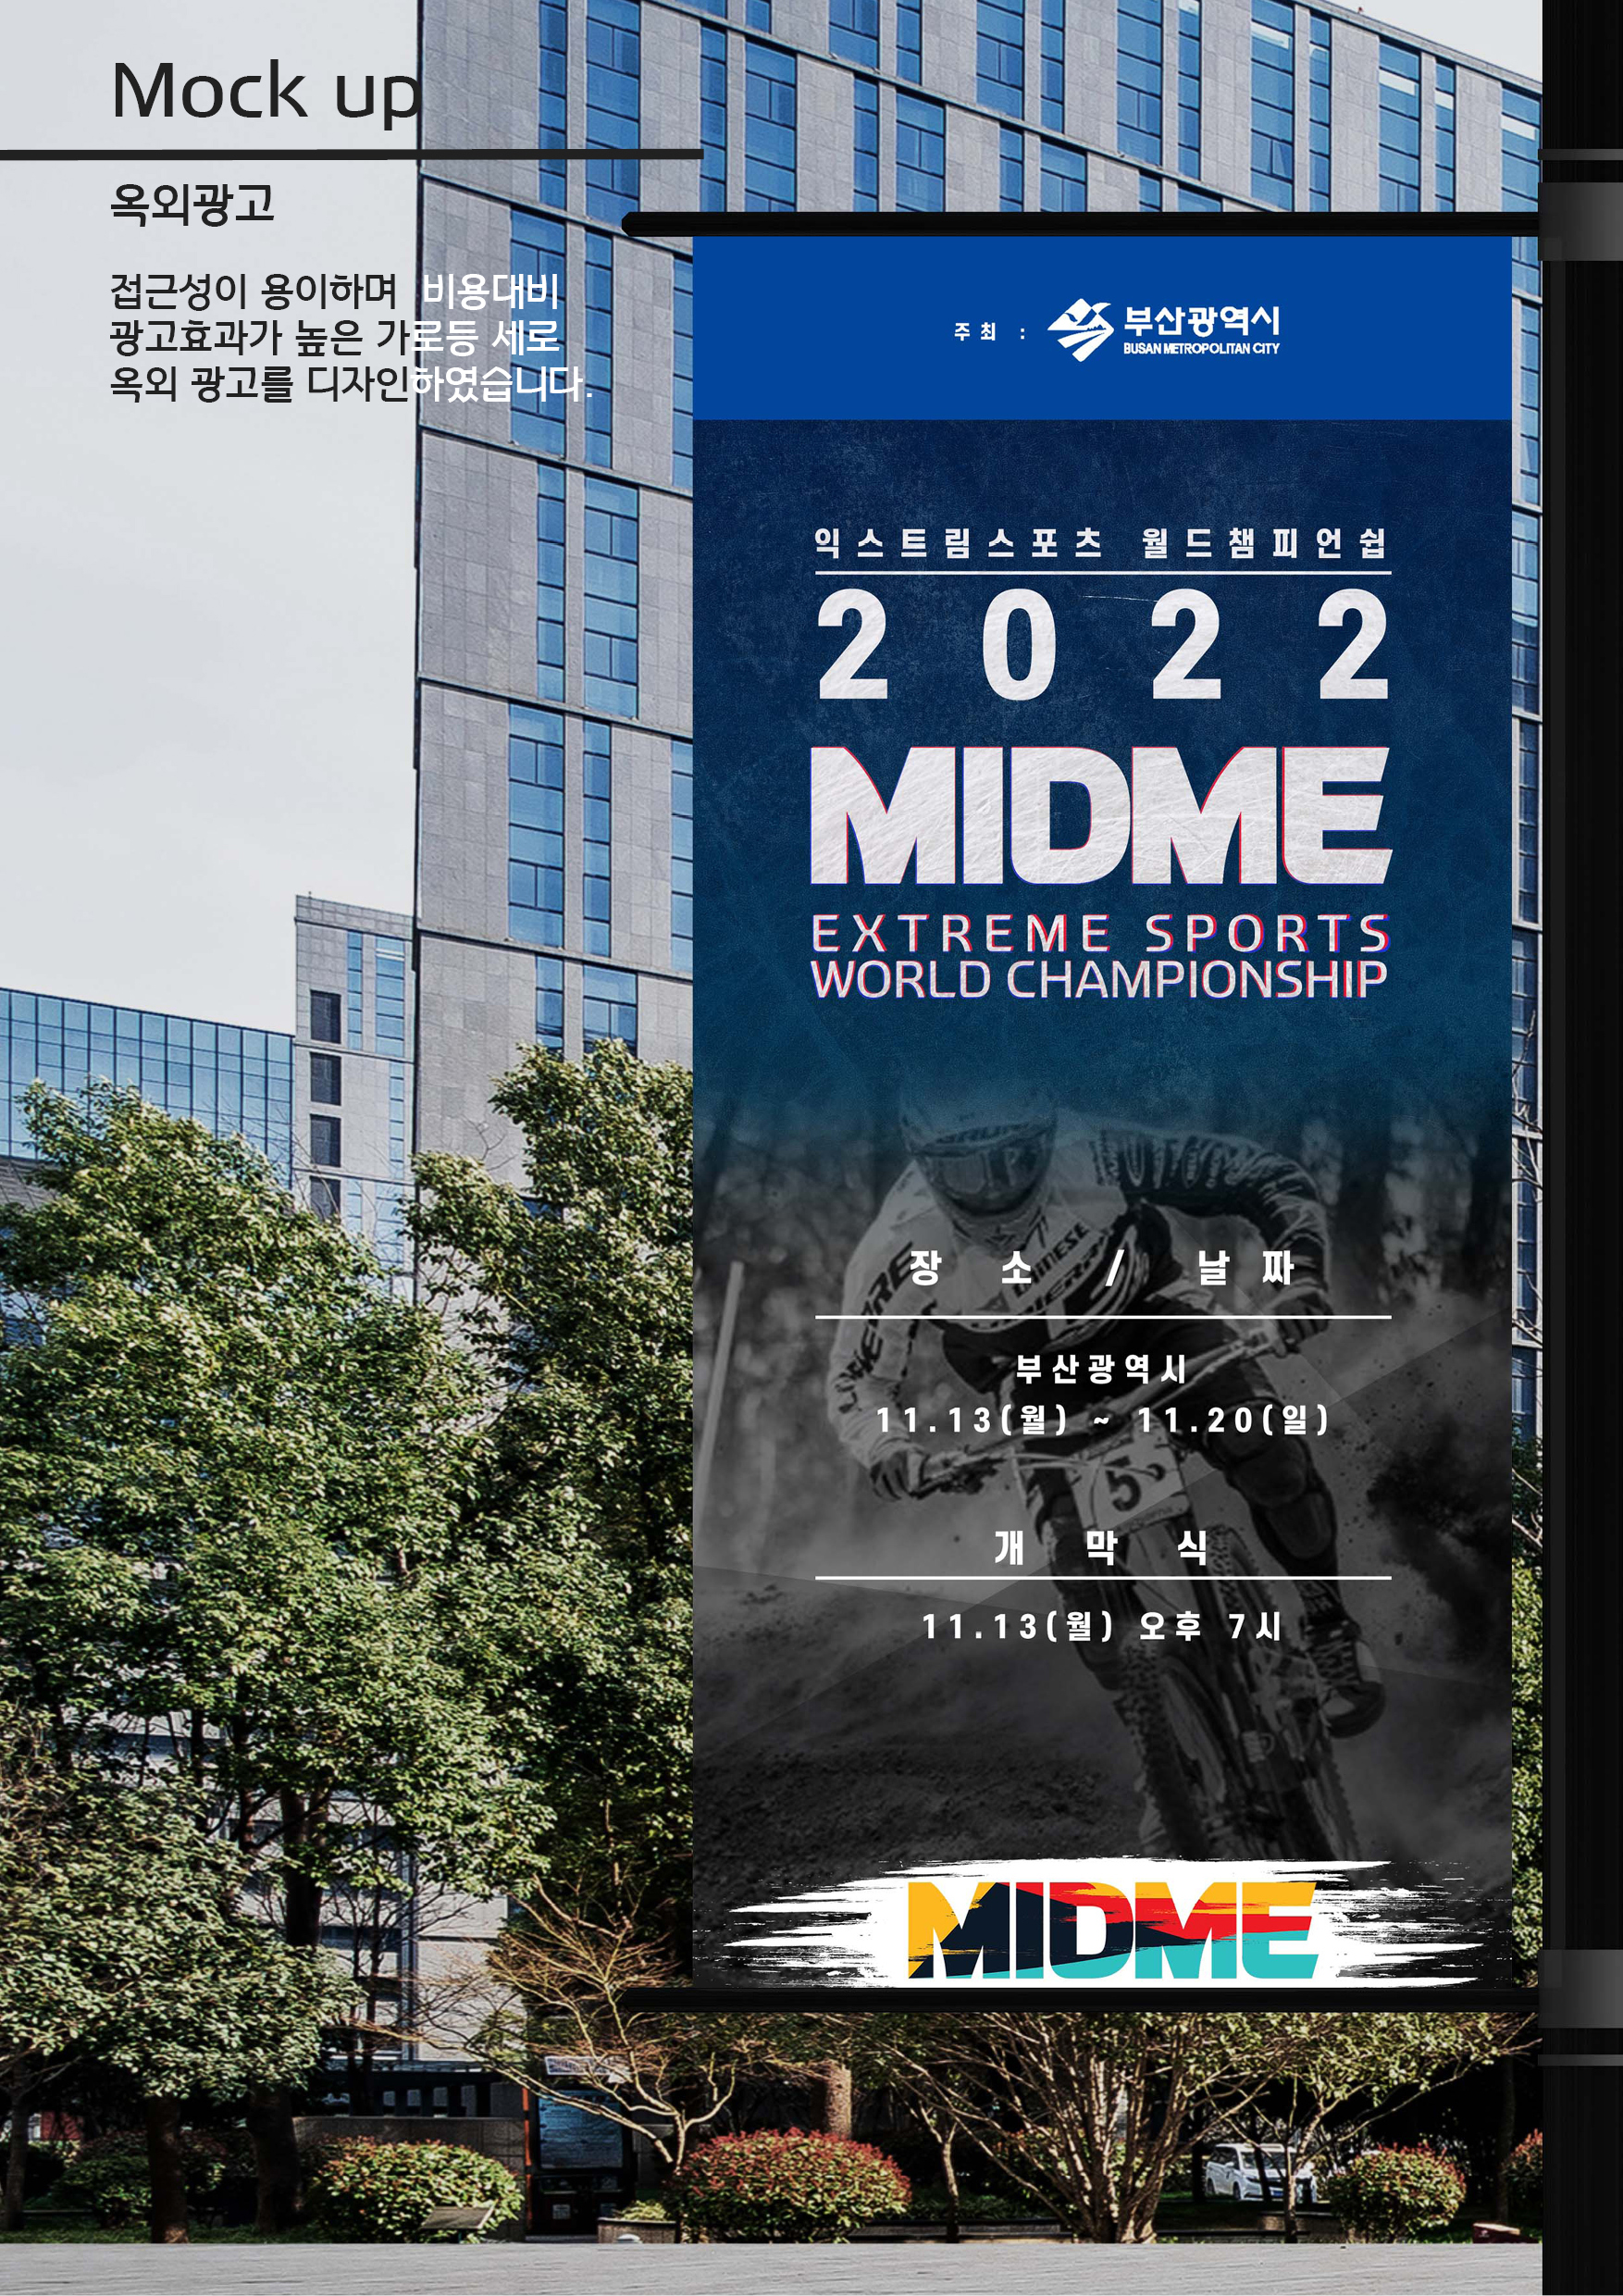 Mock up
옥외광고
접근성이 용이하며 비용대비
광고효과가 높은 가로등 세로
옥외 광고를 디자인하였습니다.
주최 : 부산광역시
BUSAN METROPOLITAN CITY
익스트림스포츠 월드챔피언쉽
2022
MIDME
EXTREME SPORTS
WORLD CHAMPIONSHIP
장소 / 날짜
부산광역시
11.13(월) ~ 11.20(일)
5
개막식
11.13(월) 오후 7시
MIDME